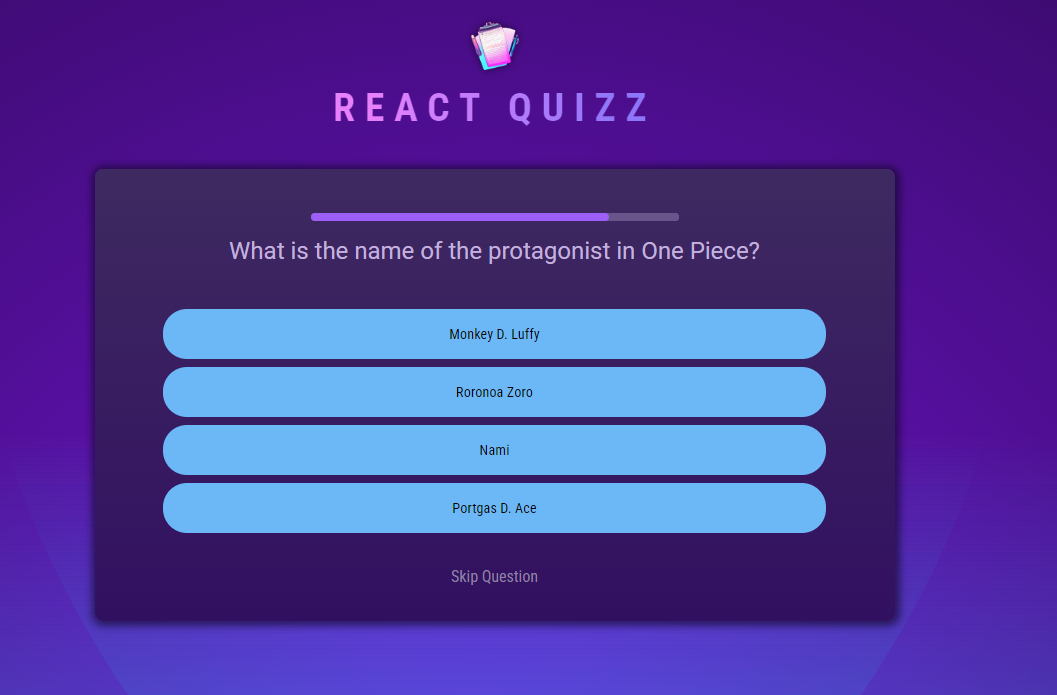 REACT QUIZZ
What is the name of the protagonist in One Piece?
Monkey D. Luffy
Roronoa Zoro
Nami
Portgas D. Ace
Skip Question